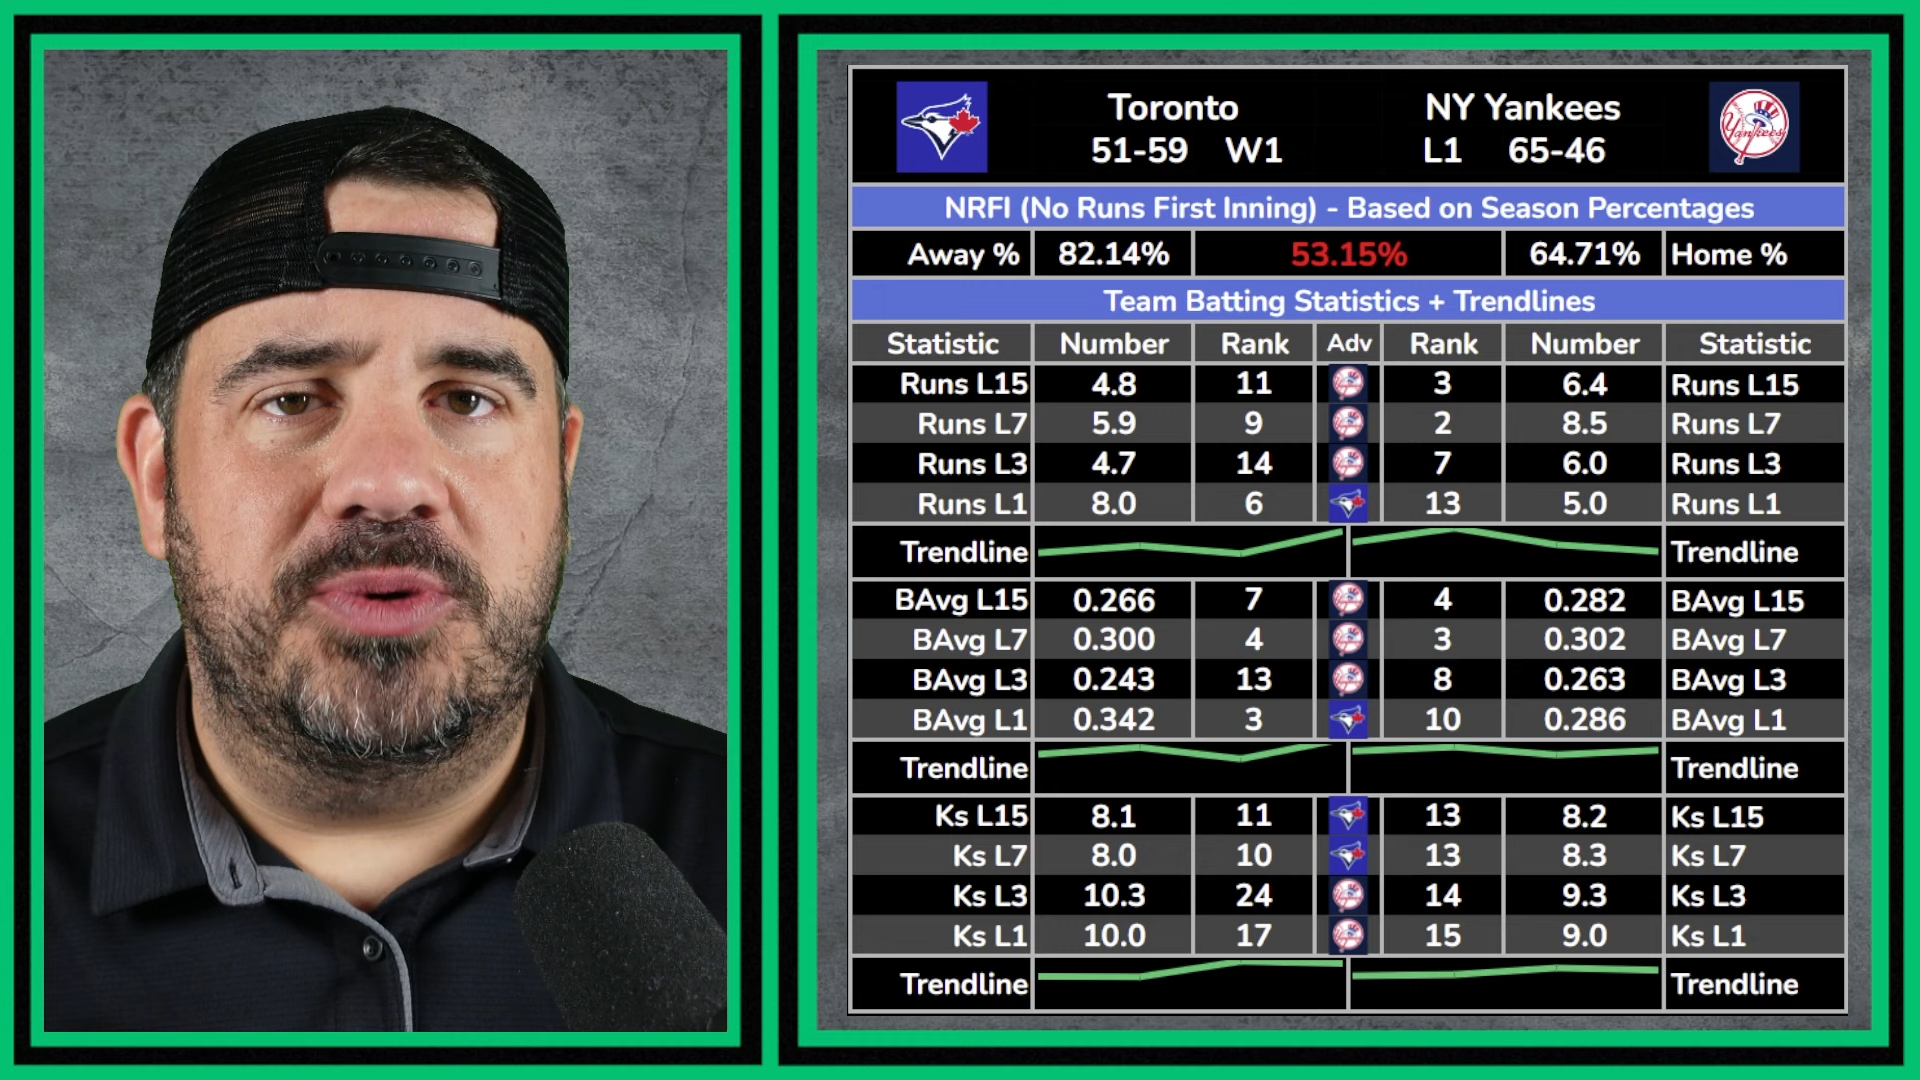 Toronto NY Yankees
51-59 W1 L1 65-46
Yankees
NRFI (No Runs First Inning) - Based on Season Percentages
Away % 82.14% 53.15% 64.71% Home %
Team Batting Statistics + Trendlines
Statistic Number Rank Adv Rank Number Statistic
Runs L15 4.8 11 3 6.4 Runs L15
Runs L7 5.9 9 2 8.5 Runs L7
Runs L3 4.7 14 7 6.0 Runs L3
Runs L1 8.0 6 13 5.0 Runs L1
Trendline Trendline
BAvg L15 0.266 7 4 0.282 BAvg L15
BAvg L7 0.300 4 3 0.302 BAvg L7
BAvg L3 0.243 13 8 0.263 BAvg L3
BAvg L1 0.342 3 10 0.286 BAvg L1
Trendline Trendline
Ks L15 8.1 11 13 8.2 Ks L15
Ks L7 8.0 10 13 8.3 Ks L7
Ks L3 10.3 24 14 9.3 Ks L3
Ks L1 10.0 17 15 9.0 Ks L1
Trendline Trendline